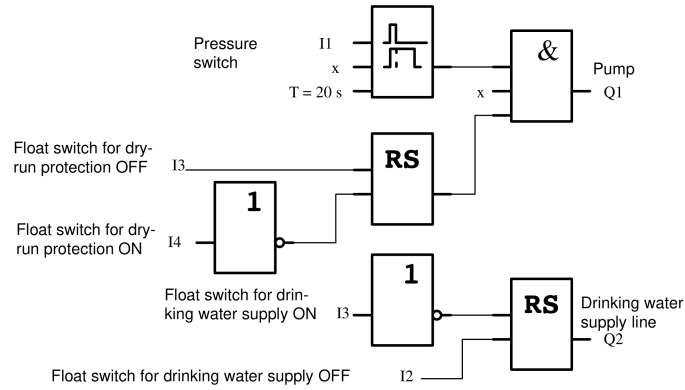 Pressure
switch
I1
x
T = 20 s
&
x
Pump
Q1
Float switch for dry-
run protection OFF
I3
RS
Float switch for dry-
run protection ON
I4
1
Float switch for drin-
king water supply ON
I3
1
RS
Drinking water
supply line
Q2
Float switch for drinking water supply OFF
I2